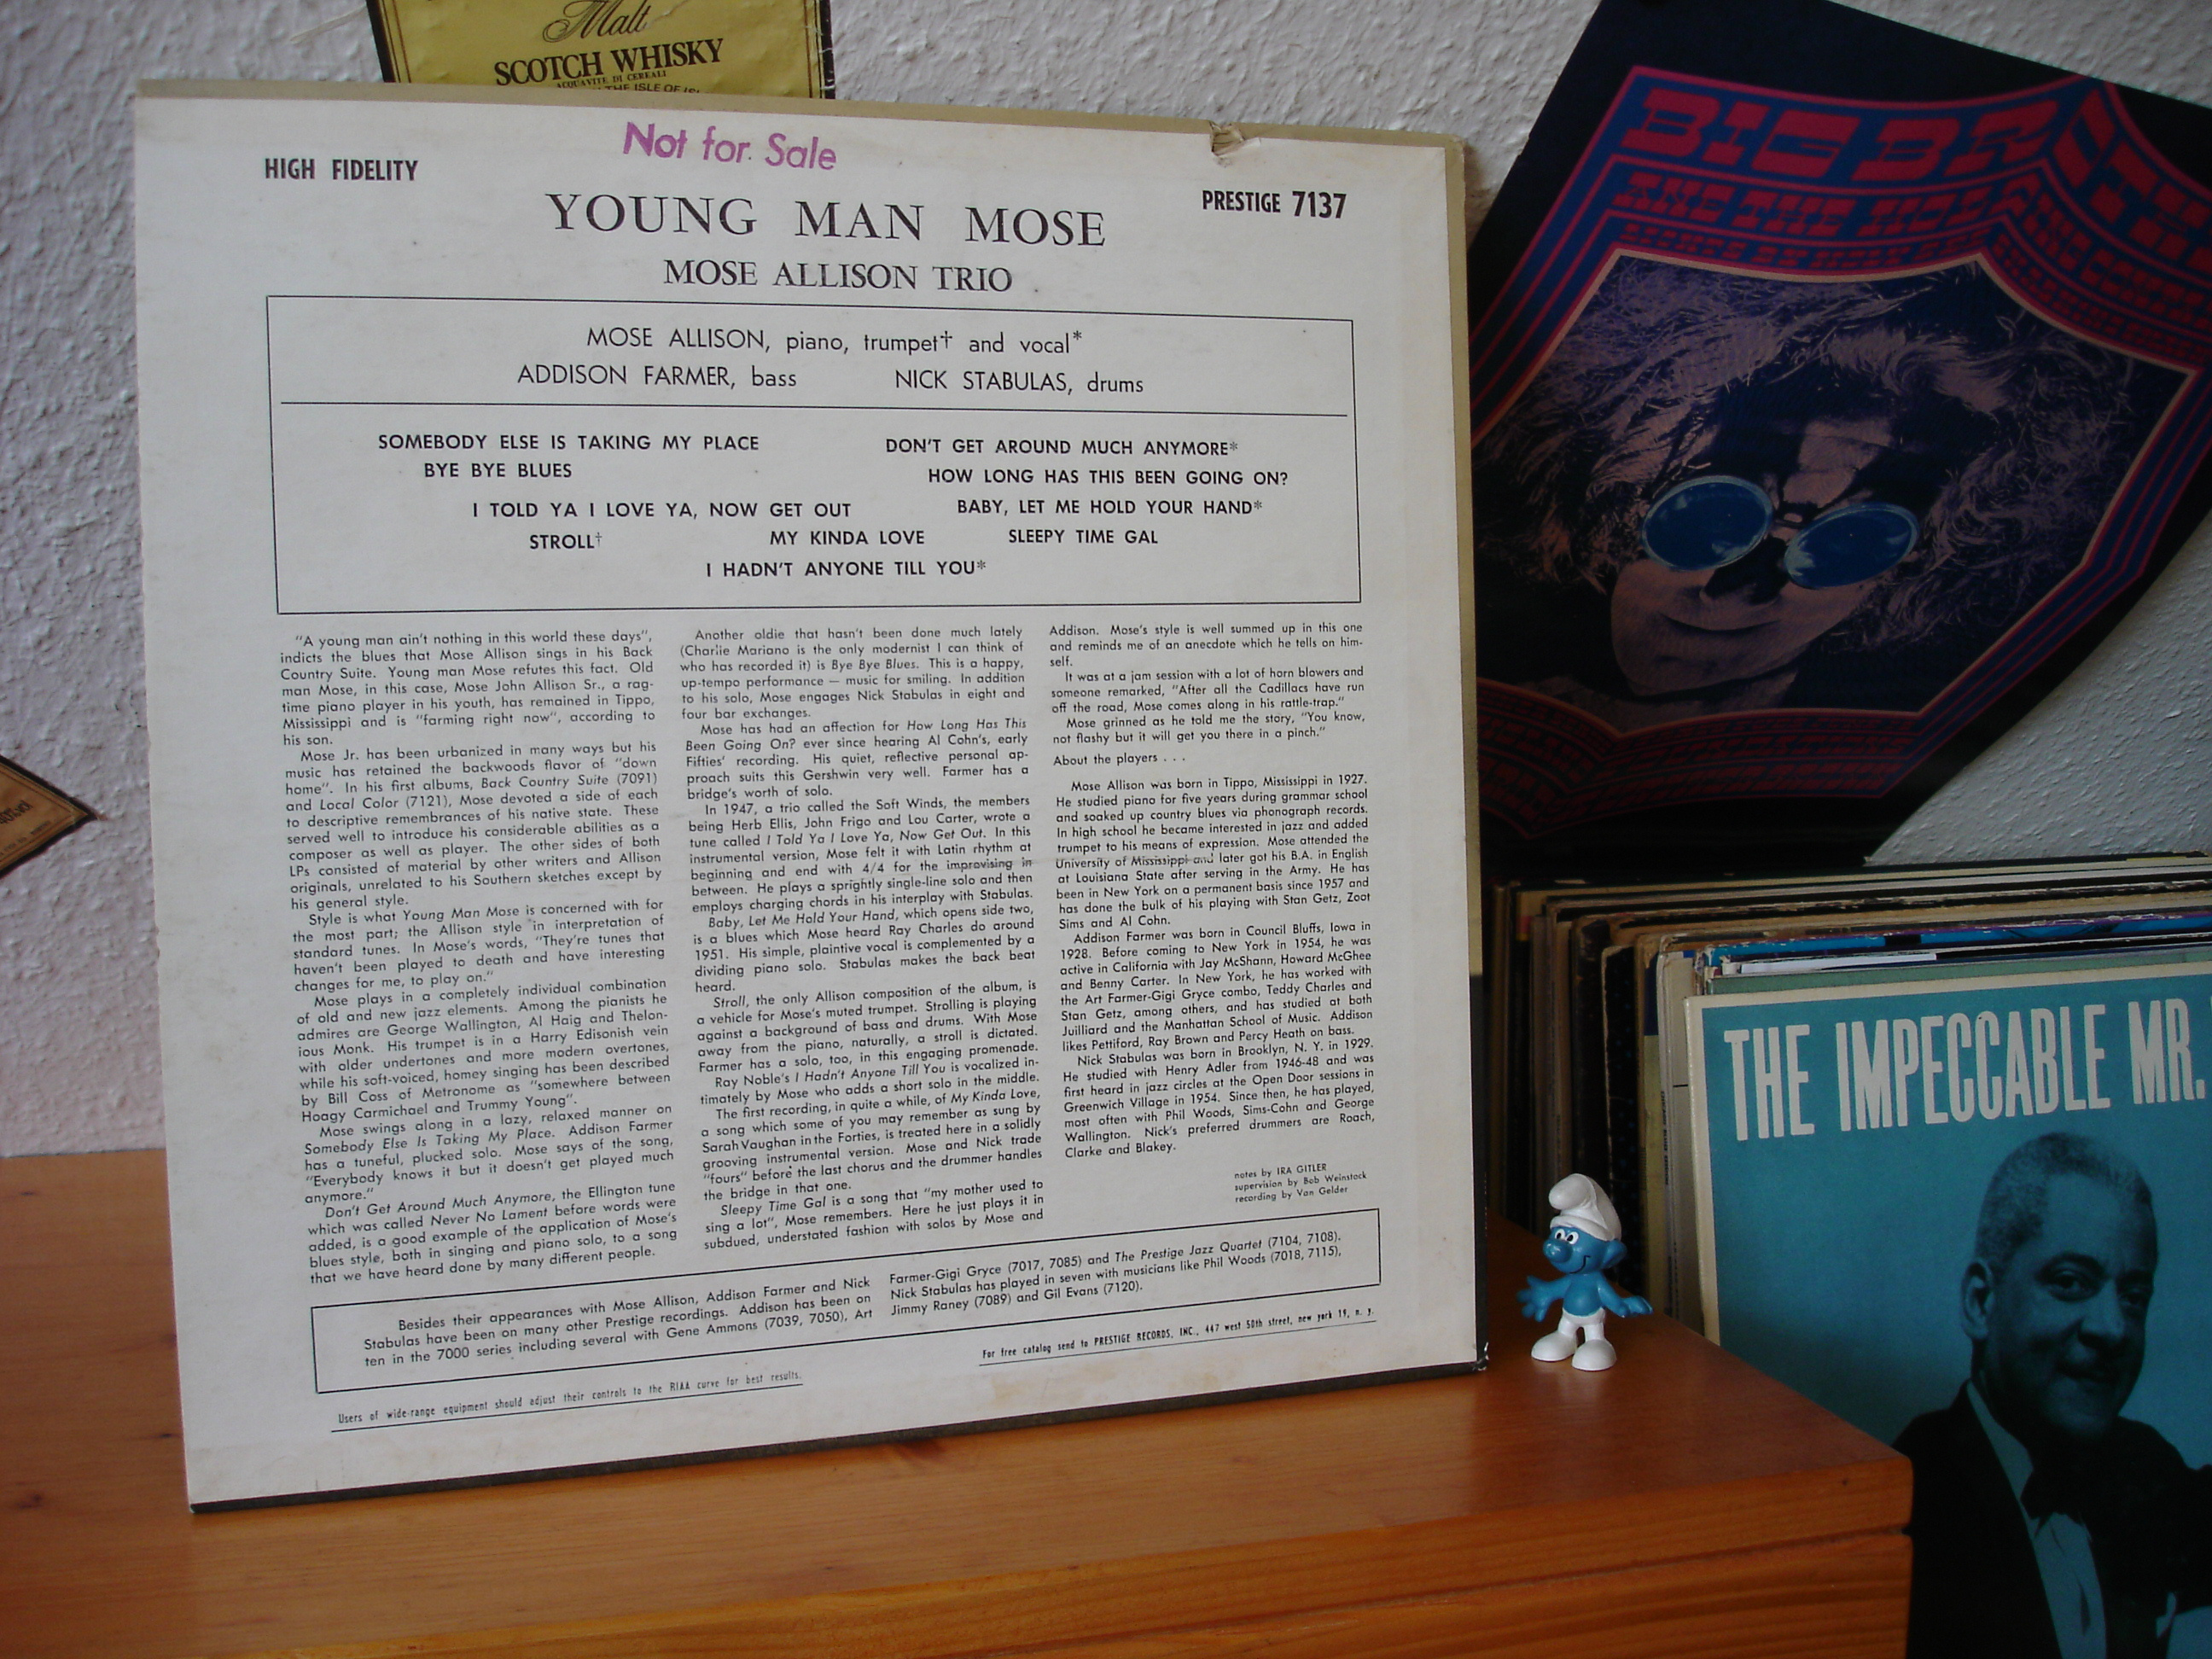 Malt
SCOTCH WHISKY
ACQUAVITE DI CEREALI
THE ISLE OF
Not for Sale
HIGH FIDELITY
PRESTIGE 7137
YOUNG MAN MOSE
MOSE ALLISON TRIO
MOSE ALLISON, piano, trumpet† and vocal*
ADDISON FARMER, bass NICK STABULAS, drums
SOMEBODY ELSE IS TAKING MY PLACE DON'T GET AROUND MUCH ANYMORE*
BYE BYE BLUES HOW LONG HAS THIS BEEN GOING ON?
I TOLD YA I LOVE YA, NOW GET OUT BABY, LET ME HOLD YOUR HAND*
STROLL† MY KINDA LOVE SLEEPY TIME GAL
I HADN'T ANYONE TILL YOU*
"A young man ain't nothing in this world these days",
indicts the blues that Mose Allison sings in his Back
Country Suite. Young man Mose refutes this fact. Old
man Mose, in this case, Mose John Allison Sr., a rag-
time piano player in his youth, has remained in Tippo,
Mississippi and is "farming right now", according to
his son.
Mose Jr. has been urbanized in many ways but his
music has retained the backwoods flavor of "down
home". In his first albums, Back Country Suite (7091)
and Local Color (7121), Mose devoted a side of each
to descriptive remembrances of his native state. These
served well to introduce his considerable abilities as a
composer as well as player. The other sides of both
LPs consisted of material by other writers and Allison
originals, unrelated to his Southern sketches except by
his general style.
Style is what Young Man Mose is concerned with for
the most part; the Allison style in interpretation of
standard tunes. In Mose's words, "They're tunes that
haven't been played to death and have interesting
changes for me, to play on."
Mose plays in a completely individual combination
of old and new jazz elements. Among the pianists he
admires are George Wallington, Al Haig and Thelon-
ious Monk. His trumpet is in a Harry Edisonish vein
with older undertones and more modern overtones,
while his soft-voiced, homey singing has been described
by Bill Coss of Metronome as "somewhere between
Hoagy Carmichael and Trummy Young".
Mose swings along in a lazy, relaxed manner on
Somebody Else Is Taking My Place. Addison Farmer
has a tuneful, plucked solo. Mose says of the song,
"Everybody knows it but it doesn't get played much
anymore."
Don't Get Around Much Anymore, the Ellington tune
which was called Never No Lament before words were
added, is a good example of the application of Mose's
blues style, both in singing and piano solo, to a song
that we have heard done by many different people.
Another oldie that hasn't been done much lately
(Charlie Mariano is the only modernist I can think of
who has recorded it) is Bye Bye Blues. This is a happy,
up-tempo performance — music for smiling. In addition
to his solo, Mose engages Nick Stabulas in eight and
four bar exchanges.
Mose has had an affection for How Long Has This
Been Going On? ever since hearing Al Cohn's, early
Fifties' recording. His quiet, reflective personal ap-
proach suits this Gershwin very well. Farmer has a
bridge's worth of solo.
In 1947, a trio called the Soft Winds, the members
being Herb Ellis, John Frigo and Lou Carter, wrote a
tune called I Told Ya I Love Ya, Now Get Out. In this
instrumental version, Mose felt it with Latin rhythm at
beginning and end with 4/4 for the improvising in
between. He plays a sprightly single-line solo and then
employs charging chords in his interplay with Stabulas.
Baby, Let Me Hold Your Hand, which opens side two,
is a blues which Mose heard Ray Charles do around
1951. His simple, plaintive vocal is complemented by a
dividing piano solo. Stabulas makes the back beat
heard.
Stroll, the only Allison composition of the album, is
a vehicle for Mose's muted trumpet. Strolling is playing
against a background of bass and drums. With Mose
away from the piano, naturally, a stroll is dictated.
Farmer has a solo, too, in this engaging promenade.
Ray Noble's I Hadn't Anyone Till You is vocalized in-
timately by Mose who adds a short solo in the middle.
The first recording, in quite a while, of My Kinda Love,
a song which some of you may remember as sung by
Sarah Vaughan in the Forties, is treated here in a solidly
grooving instrumental version. Mose and Nick trade
"fours" before the last chorus and the drummer handles
the bridge in that one.
Sleepy Time Gal is a song that "my mother used to
sing a lot", Mose remembers. Here he just plays it in
subdued, understated fashion with solos by Mose and
Addison. Mose's style is well summed up in this one
and reminds me of an anecdote which he tells on him-
self.
It was at a jam session with a lot of horn blowers and
someone remarked, "After all the Cadillacs have run
off the road, Mose comes along in his rattle-trap."
Mose grinned as he told me the story, "You know,
not flashy but it will get you there in a pinch."
About the players . . .
Mose Allison was born in Tippo, Mississippi in 1927.
He studied piano for five years during grammar school
and soaked up country blues via phonograph records.
In high school he became interested in jazz and added
trumpet to his means of expression. Mose attended the
University of Mississippi and later got his B.A. in English
at Louisiana State after serving in the Army. He has
been in New York on a permanent basis since 1957 and
has done the bulk of his playing with Stan Getz, Zoot
Sims and Al Cohn.
Addison Farmer was born in Council Bluffs, Iowa in
1928. Before coming to New York in 1954, he was
active in California with Jay McShann, Howard McGhee
and Benny Carter. In New York, he has worked with
the Art Farmer-Gigi Gryce combo, Teddy Charles and
Stan Getz, among others, and has studied at both
Juilliard and the Manhattan School of Music. Addison
likes Pettiford, Ray Brown and Percy Heath on bass.
Nick Stabulas was born in Brooklyn, N. Y. in 1929.
He studied with Henry Adler from 1946-48 and was
first heard in jazz circles at the Open Door sessions in
Greenwich Village in 1954. Since then, he has played,
most often with Phil Woods, Sims-Cohn and George
Wallington. Nick's preferred drummers are Roach,
Clarke and Blakey.
notes by IRA GITLER
supervision by Bob Weinstock
recording by Van Gelder
Besides their appearances with Mose Allison, Addison Farmer and Nick
Stabulas have been on many other Prestige recordings. Addison has been on
ten in the 7000 series including several with Gene Ammons (7039, 7050), Art
Farmer-Gigi Gryce (7017, 7085) and The Prestige Jazz Quartet (7104, 7108).
Nick Stabulas has played in seven with musicians like Phil Woods (7018, 7115),
Jimmy Raney (7089) and Gil Evans (7120).
Users of wide-range equipment should adjust their controls to the RIAA curve for best results.
For free catalog send to PRESTIGE RECORDS, INC., 447 west 50th street, new york 19, n. y.
BIG BR
AND THE HOLD
THE IMPECCABLE MR.